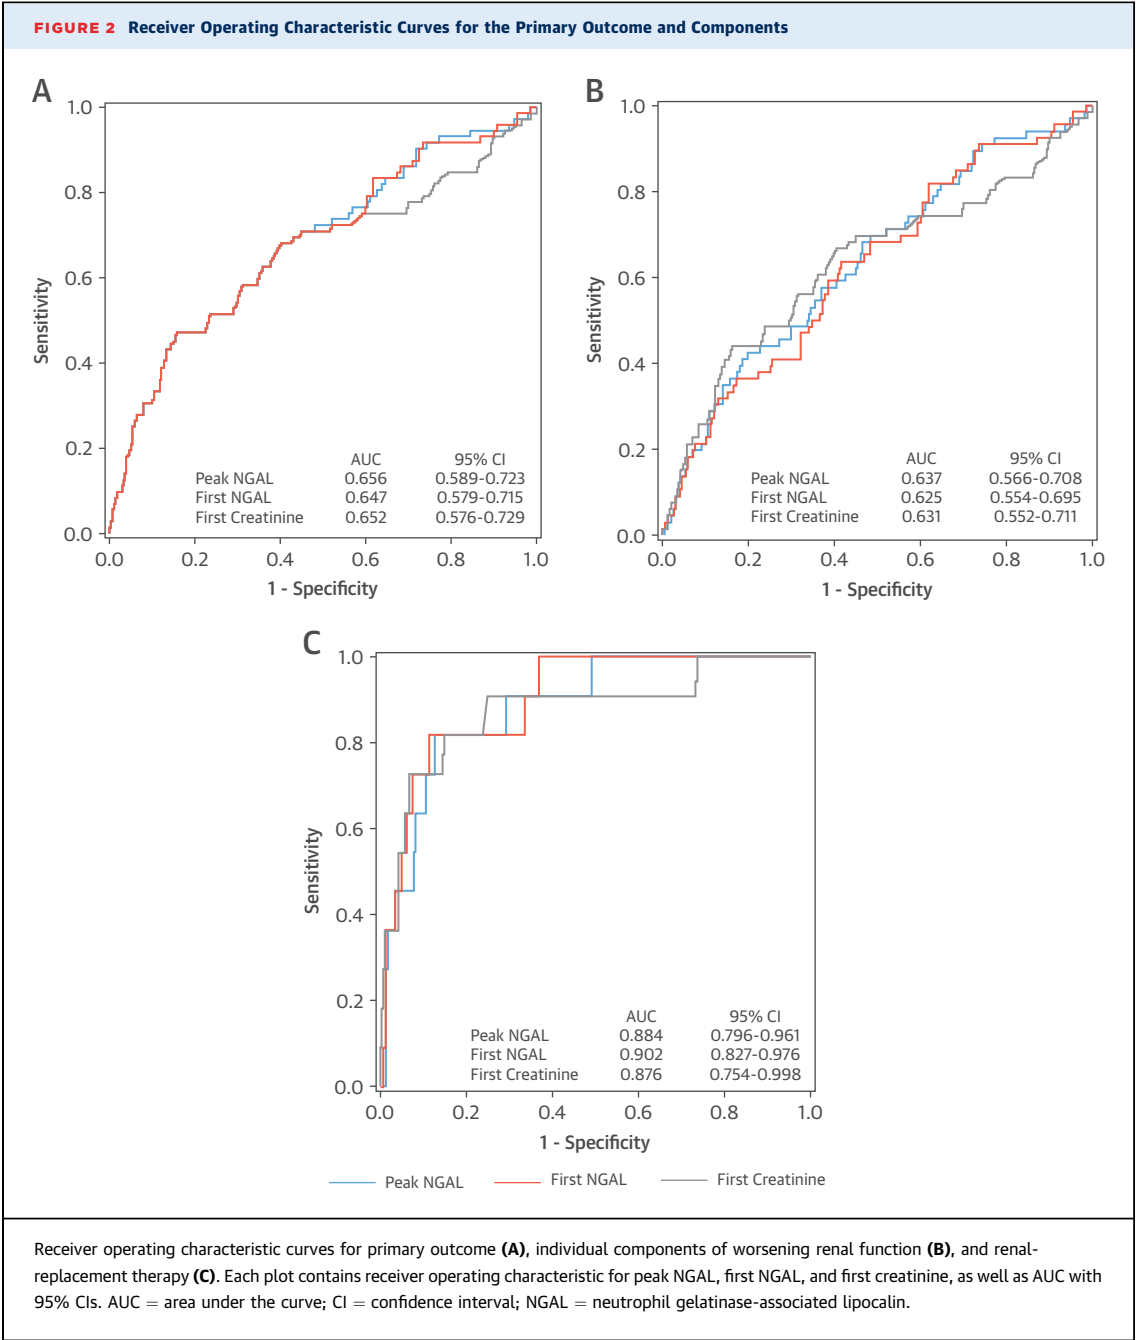 FIGURE 2 Receiver Operating Characteristic Curves for the Primary Outcome and Components
A
1.0
0.8
0.6
0.4
0.2
0.0
Sensitivity
AUC 95% CI
Peak NGAL 0.656 0.589-0.723
First NGAL 0.647 0.579-0.715
First Creatinine 0.652 0.576-0.729
0.0 0.2 0.4 0.6 0.8 1.0
1 - Specificity
B
1.0
0.8
0.6
0.4
0.2
0.0
Sensitivity
AUC 95% CI
Peak NGAL 0.637 0.566-0.708
First NGAL 0.625 0.554-0.695
First Creatinine 0.631 0.552-0.711
0.0 0.2 0.4 0.6 0.8 1.0
1 - Specificity
C
1.0
0.8
0.6
0.4
0.2
0.0
Sensitivity
AUC 95% CI
Peak NGAL 0.884 0.796-0.961
First NGAL 0.902 0.827-0.976
First Creatinine 0.876 0.754-0.998
0.0 0.2 0.4 0.6 0.8 1.0
1 - Specificity
Peak NGAL First NGAL First Creatinine
Receiver operating characteristic curves for primary outcome (A), individual components of worsening renal function (B), and renal-
replacement therapy (C). Each plot contains receiver operating characteristic for peak NGAL, first NGAL, and first creatinine, as well as AUC with
95% CIs. AUC = area under the curve; CI = confidence interval; NGAL = neutrophil gelatinase-associated lipocalin.